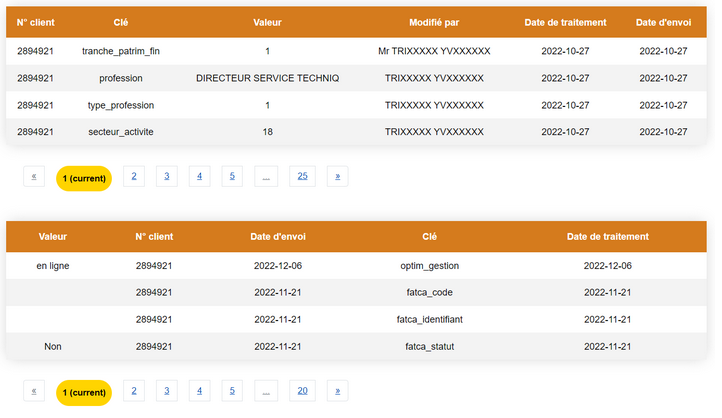 N° client Clé Valeur Modifié par Date de traitement Date d'envoi
2894921 tranche_patrim_fin 1 Mr TRIXXXXX YVXXXXXX 2022-10-27 2022-10-27
2894921 profession DIRECTEUR SERVICE TECHNIQ TRIXXXXX YVXXXXXX 2022-10-27 2022-10-27
2894921 type_profession 1 TRIXXXXX YVXXXXXX 2022-10-27 2022-10-27
2894921 secteur_activite 18 TRIXXXXX YVXXXXXX 2022-10-27 2022-10-27
« 1 (current) 2 3 4 5 ... 25 »
Valeur N° client Date d'envoi Clé Date de traitement
en ligne 2894921 2022-12-06 optim_gestion 2022-12-06
2894921 2022-11-21 fatca_code 2022-11-21
2894921 2022-11-21 fatca_identifiant 2022-11-21
Non 2894921 2022-11-21 fatca_statut 2022-11-21
« 1 (current) 2 3 4 5 ... 20 »